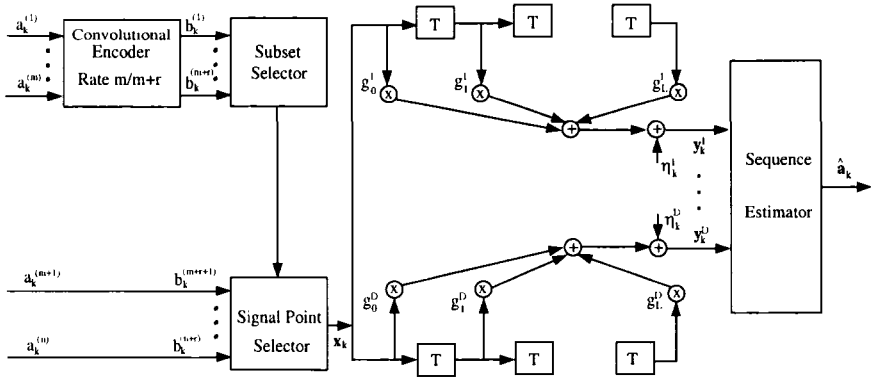 a_k^(1)
a_k^(m)
Convolutional
Encoder
Rate m/m+r
b_k^(1)
b_k^(m+r)
Subset
Selector
a_k^(m+1)
a_k^(n)
b_k^(m+r+1)
b_k^(n+r)
Signal Point
Selector
x_k
T
T
T
g_0^1
g_1^1
g_L^1
x
x
x
+
+
η_k^1
y_k^1
η_k^D
y_k^D
+
+
g_0^D
g_1^D
g_L^D
x
x
x
T
T
T
Sequence
Estimator
â_k